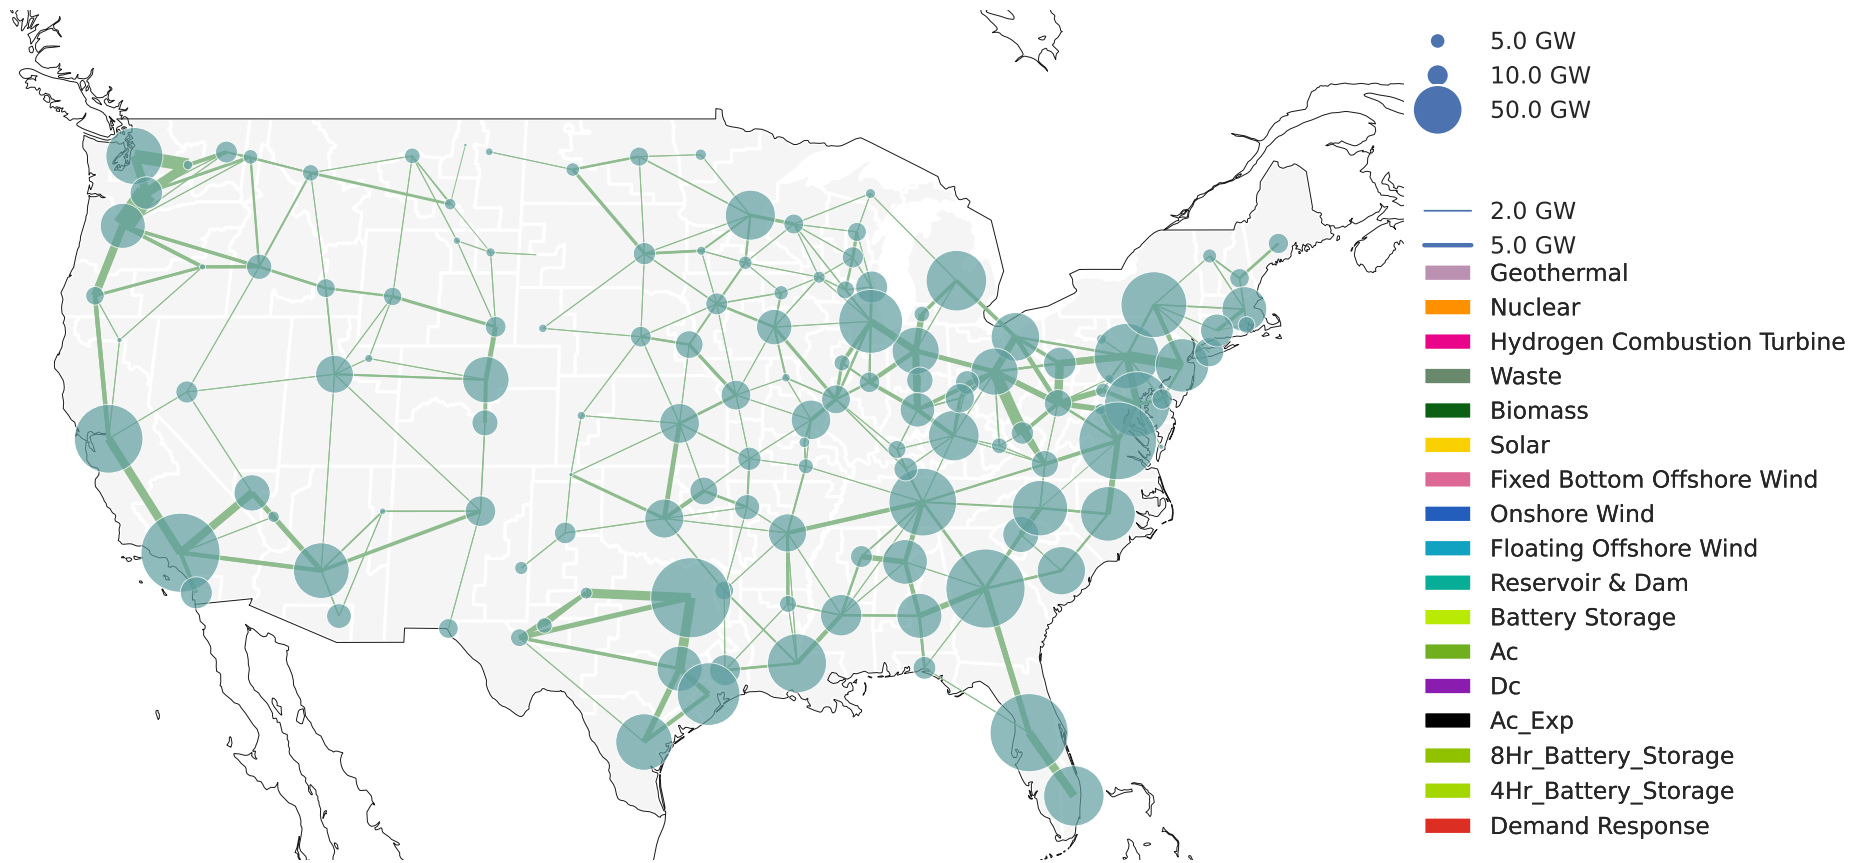 5.0 GW
10.0 GW
50.0 GW
2.0 GW
5.0 GW
Geothermal
Nuclear
Hydrogen Combustion Turbine
Waste
Biomass
Solar
Fixed Bottom Offshore Wind
Onshore Wind
Floating Offshore Wind
Reservoir & Dam
Battery Storage
Ac
Dc
Ac_Exp
8Hr_Battery_Storage
4Hr_Battery_Storage
Demand Response